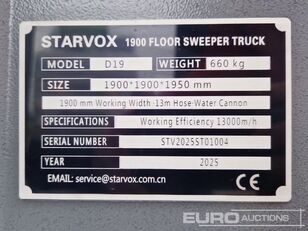 STARVOX 1900 FLOOR SWEEPER TRUCK
MODEL D19 WEIGHT 660 kg
SIZE 1900*1900*1950 mm
1900 mm Working Width-13m Hose-Water Cannon
SPECIFICATIONS Working Efficiency 13000m/h
SERIAL NUMBER STV2025ST01004
YEAR 2025
EMAIL: service@starvox.com.cn
EURO AUCTIONS